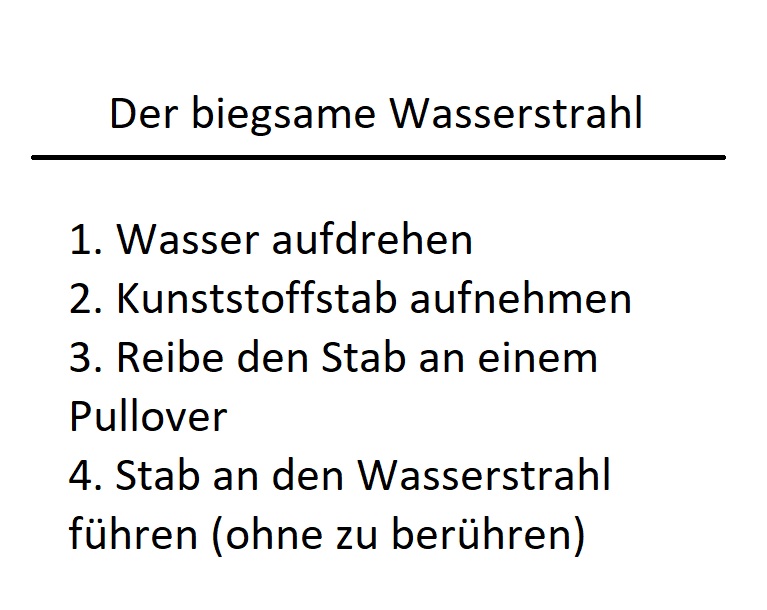 Der biegsame Wasserstrahl
1. Wasser aufdrehen
2. Kunststoffstab aufnehmen
3. Reibe den Stab an einem
Pullover
4. Stab an den Wasserstrahl
führen (ohne zu berühren)